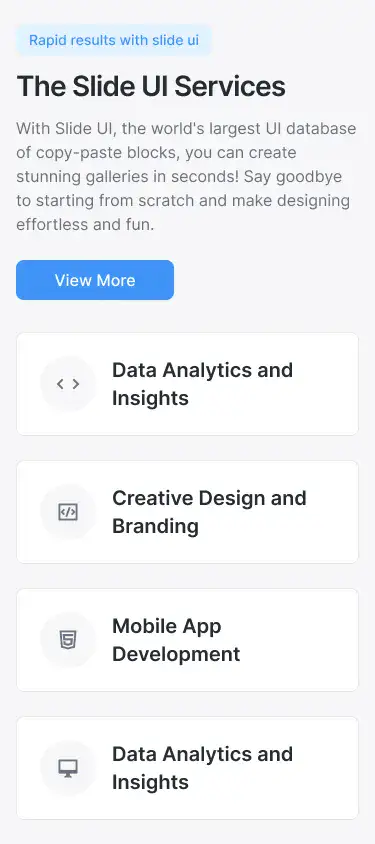 Rapid results with slide ui
The Slide UI Services
With Slide UI, the world's largest UI database
of copy-paste blocks, you can create
stunning galleries in seconds! Say goodbye
to starting from scratch and make designing
effortless and fun.
View More
Data Analytics and
Insights
Creative Design and
Branding
Mobile App
Development
Data Analytics and
Insights